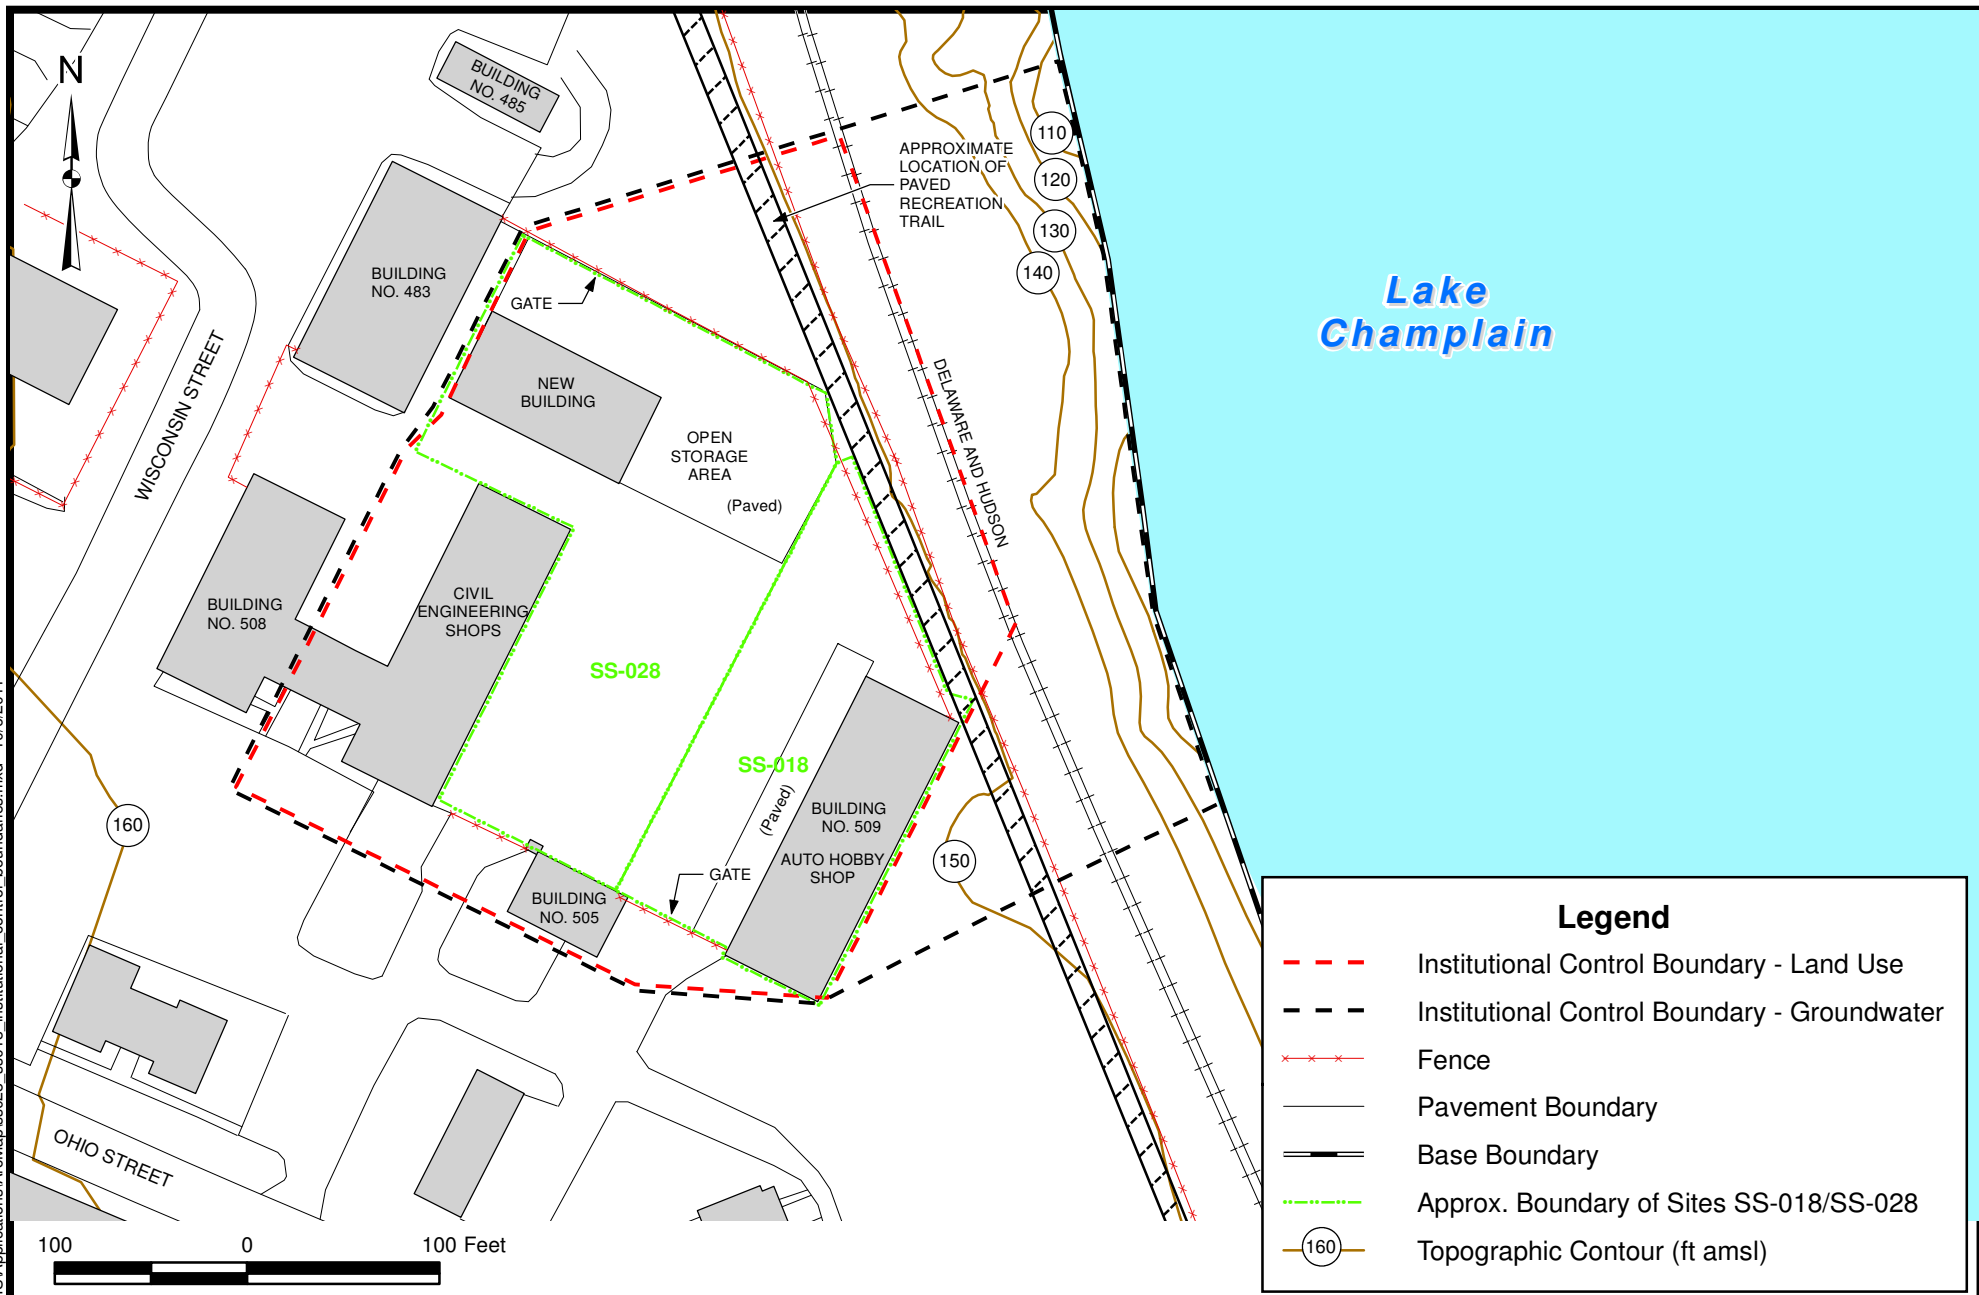 N
BUILDING
NO. 485
APPROXIMATE
LOCATION OF
PAVED
RECREATION
TRAIL
110
120
130
140
BUILDING
NO. 483
GATE
Lake
Champlain
WISCONSIN STREET
NEW
BUILDING
DELAWARE AND HUDSON
OPEN
STORAGE
AREA
(Paved)
BUILDING
NO. 508
CIVIL
ENGINEERING
SHOPS
SS-028
SS-018
(Paved)
BUILDING
NO. 509
AUTO HOBBY
SHOP
160
150
GATE
BUILDING
NO. 505
OHIO STREET
100 0 100 Feet
Legend
Institutional Control Boundary - Land Use
Institutional Control Boundary - Groundwater
Fence
Pavement Boundary
Base Boundary
Approx. Boundary of Sites SS-018/SS-028
160 Topographic Contour (ft amsl)